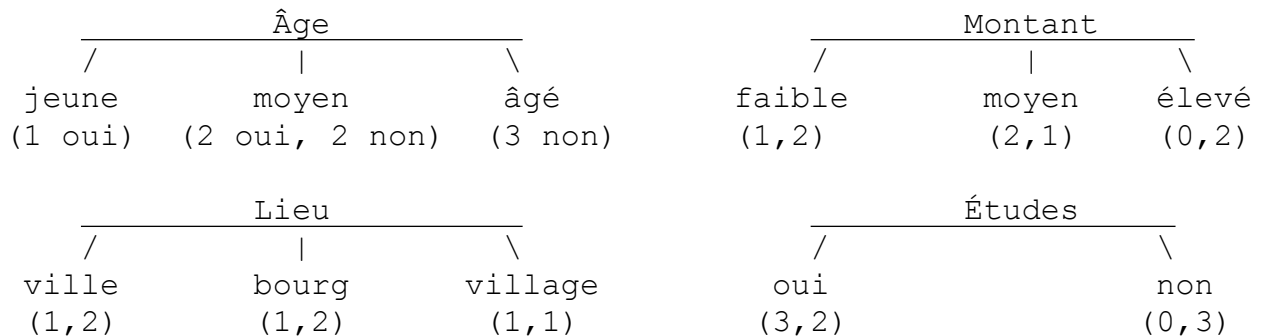 Âge Montant
/ | \ / | \
jeune moyen âgé faible moyen élevé
(1 oui) (2 oui, 2 non) (3 non) (1,2) (2,1) (0,2)
Lieu Études
/ | \ / \
ville bourg village oui non
(1,2) (1,2) (1,1) (3,2) (0,3)